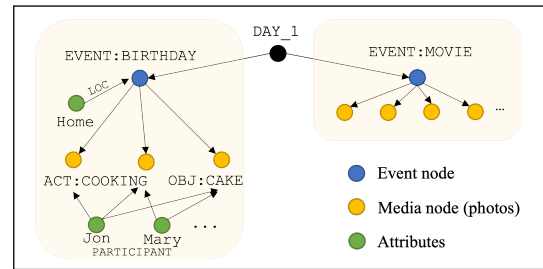 DAY_1
EVENT:BIRTHDAY
EVENT:MOVIE
LOC
Home
...
ACT:COOKING OBJ:CAKE
Event node
Media node (photos)
Jon Mary ...
Attributes
PARTICIPANT